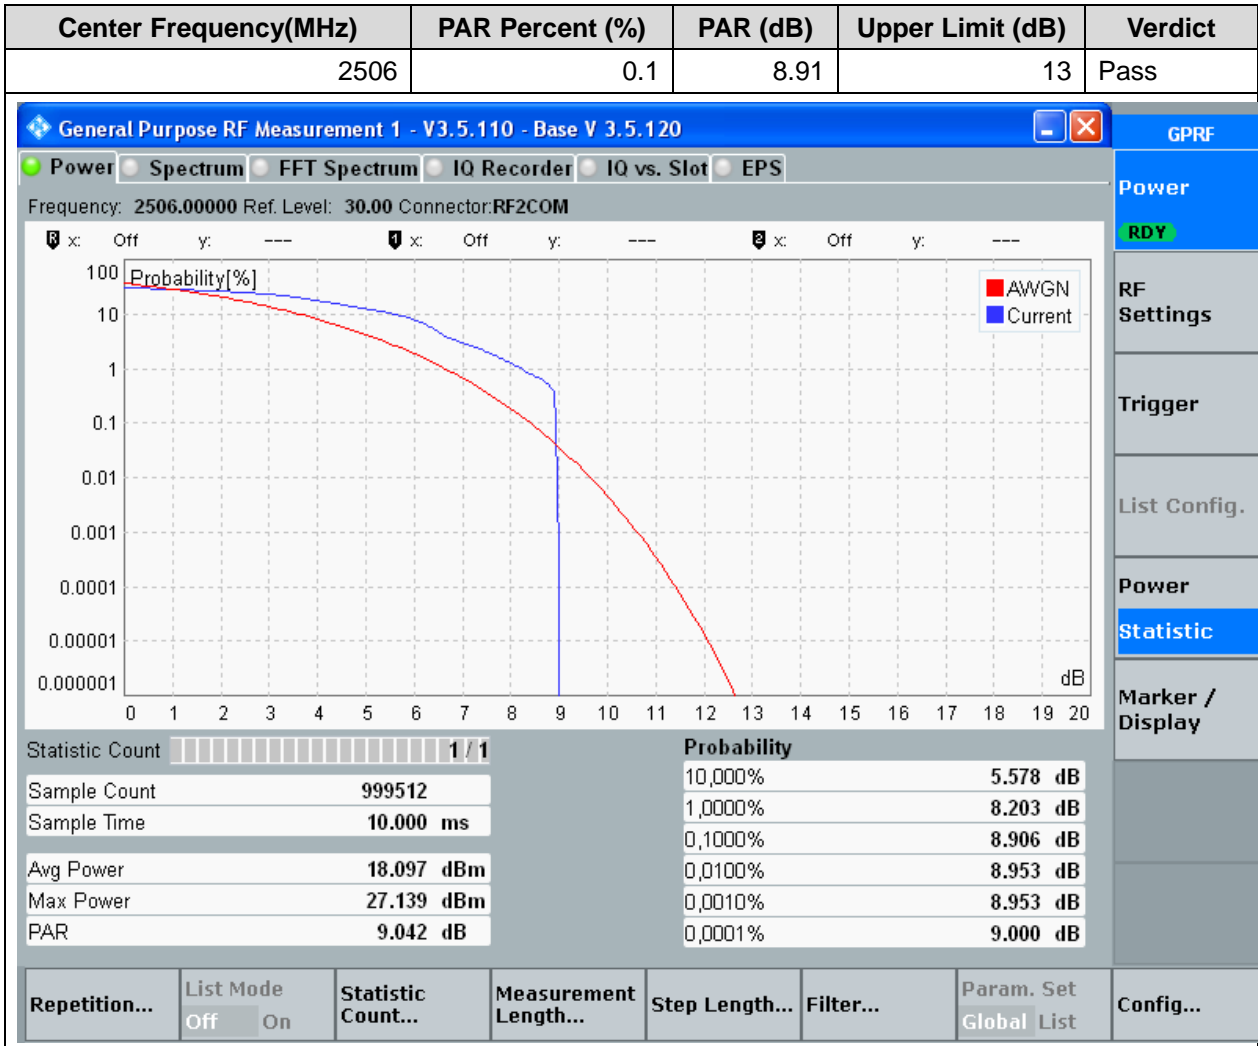 Center Frequency(MHz) PAR Percent (%) PAR (dB) Upper Limit (dB) Verdict
2506 0.1 8.91 13 Pass
General Purpose RF Measurement 1 - V3.5.110 - Base V 3.5.120
GPRF
Power Spectrum FFT Spectrum IQ Recorder IQ vs. Slot EPS
Frequency: 2506.00000 Ref. Level: 30.00 Connector:RF2COM
R x: Off y: --- 1 x: Off y: --- 2 x: Off y: ---
Probability[%]
100
10
1
0.1
0.01
0.001
0.0001
0.00001
0.000001
AWGN
Current
dB
0 1 2 3 4 5 6 7 8 9 10 11 12 13 14 15 16 17 18 19 20
Statistic Count 1 / 1
Sample Count 999512
Sample Time 10.000 ms
Avg Power 18.097 dBm
Max Power 27.139 dBm
PAR 9.042 dB
Probability
10,000% 5.578 dB
1,0000% 8.203 dB
0,1000% 8.906 dB
0,0100% 8.953 dB
0,0010% 8.953 dB
0,0001% 9.000 dB
Power
RDY
RF
Settings
Trigger
List Config.
Power
Statistic
Marker /
Display
Repetition...
List Mode
Off On
Statistic
Count...
Measurement
Length...
Step Length...
Filter...
Param. Set
Global List
Config...